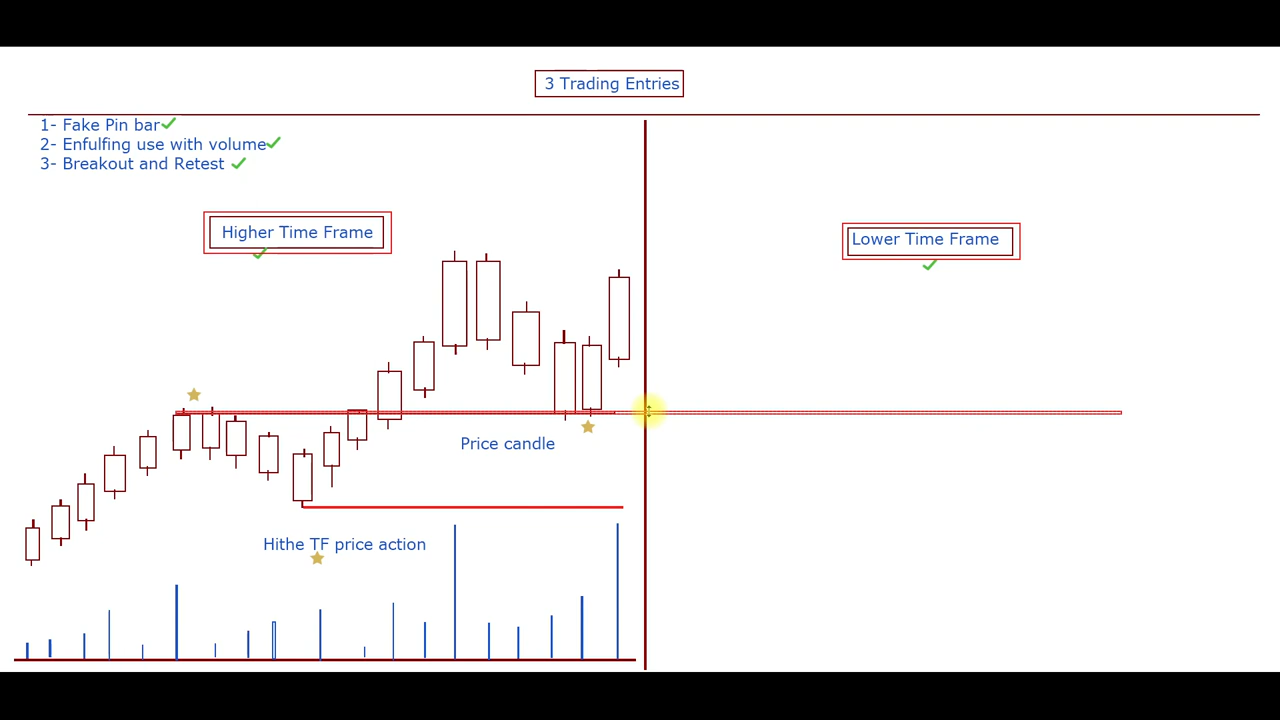 3 Trading Entries
1- Fake Pin bar
2- Enfulfing use with volume
3- Breakout and Retest
Higher Time Frame
Lower Time Frame
Price candle
Hithe TF price action